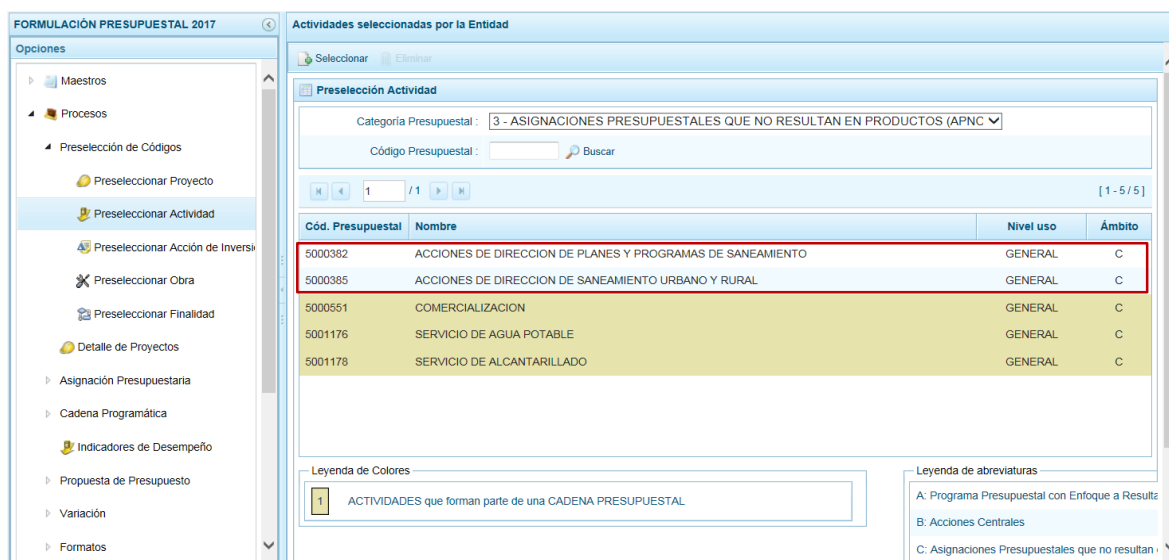 FORMULACIÓN PRESUPUESTAL 2017
Opciones
Maestros
Procesos
Preselección de Códigos
Preseleccionar Proyecto
Preseleccionar Actividad
Preseleccionar Acción de Inversi
Preseleccionar Obra
Preseleccionar Finalidad
Detalle de Proyectos
Asignación Presupuestaria
Cadena Programática
Indicadores de Desempeño
Propuesta de Presupuesto
Variación
Formatos
Actividades seleccionadas por la Entidad
Seleccionar Eliminar
Preselección Actividad
Categoría Presupuestal : 3 - ASIGNACIONES PRESUPUESTALES QUE NO RESULTAN EN PRODUCTOS (APNC
Código Presupuestal : Buscar
1 / 1 [ 1 - 5 / 5 ]
Cód. Presupuestal Nombre Nivel uso Ámbito
5000382 ACCIONES DE DIRECCION DE PLANES Y PROGRAMAS DE SANEAMIENTO GENERAL C
5000385 ACCIONES DE DIRECCION DE SANEAMIENTO URBANO Y RURAL GENERAL C
5000551 COMERCIALIZACION GENERAL C
5001176 SERVICIO DE AGUA POTABLE GENERAL C
5001178 SERVICIO DE ALCANTARILLADO GENERAL C
Leyenda de Colores
1 ACTIVIDADES que forman parte de una CADENA PRESUPUESTAL
Leyenda de abreviaturas
A: Programa Presupuestal con Enfoque a Resulta
B: Acciones Centrales
C: Asignaciones Presupuestales que no resultan